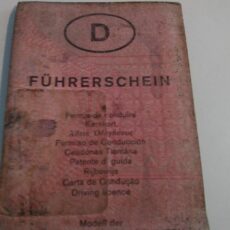 D
FÜHRERSCHEIN
Permis de conduire
Kørekort
Permiso de Conducción
Ceadúnas Tiomána
Patente di guida
Rijbewijs
Carta de Condução
Driving licence
Modell der